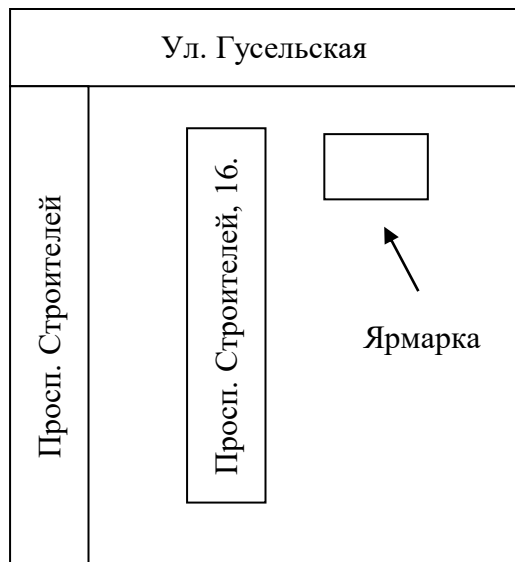 Ул. Гусельская
Просп. Строителей
Просп. Строителей, 16.
Ярмарка